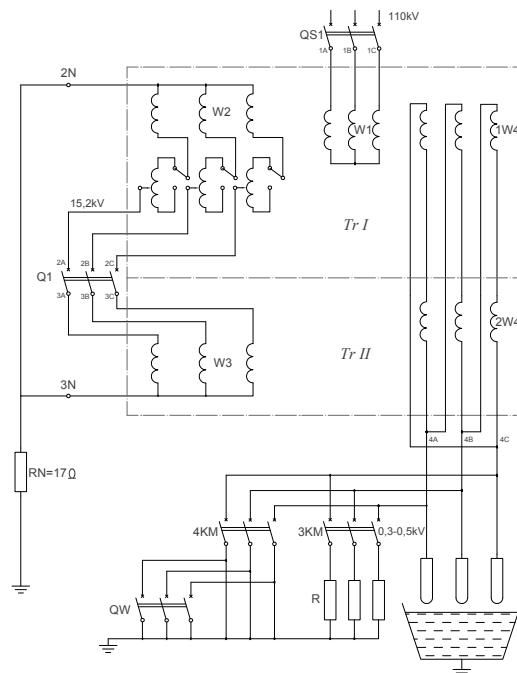 110kV
QS1
1A 1B 1C
2N
W2
W1
1W4
15,2kV
Tr I
2A 2B 2C
Q1
3A 3B 3C
Tr II
2W4
W3
3N
4A 4B 4C
RN=17Ω
4KM
3KM
0,3-0,5kV
R
QW